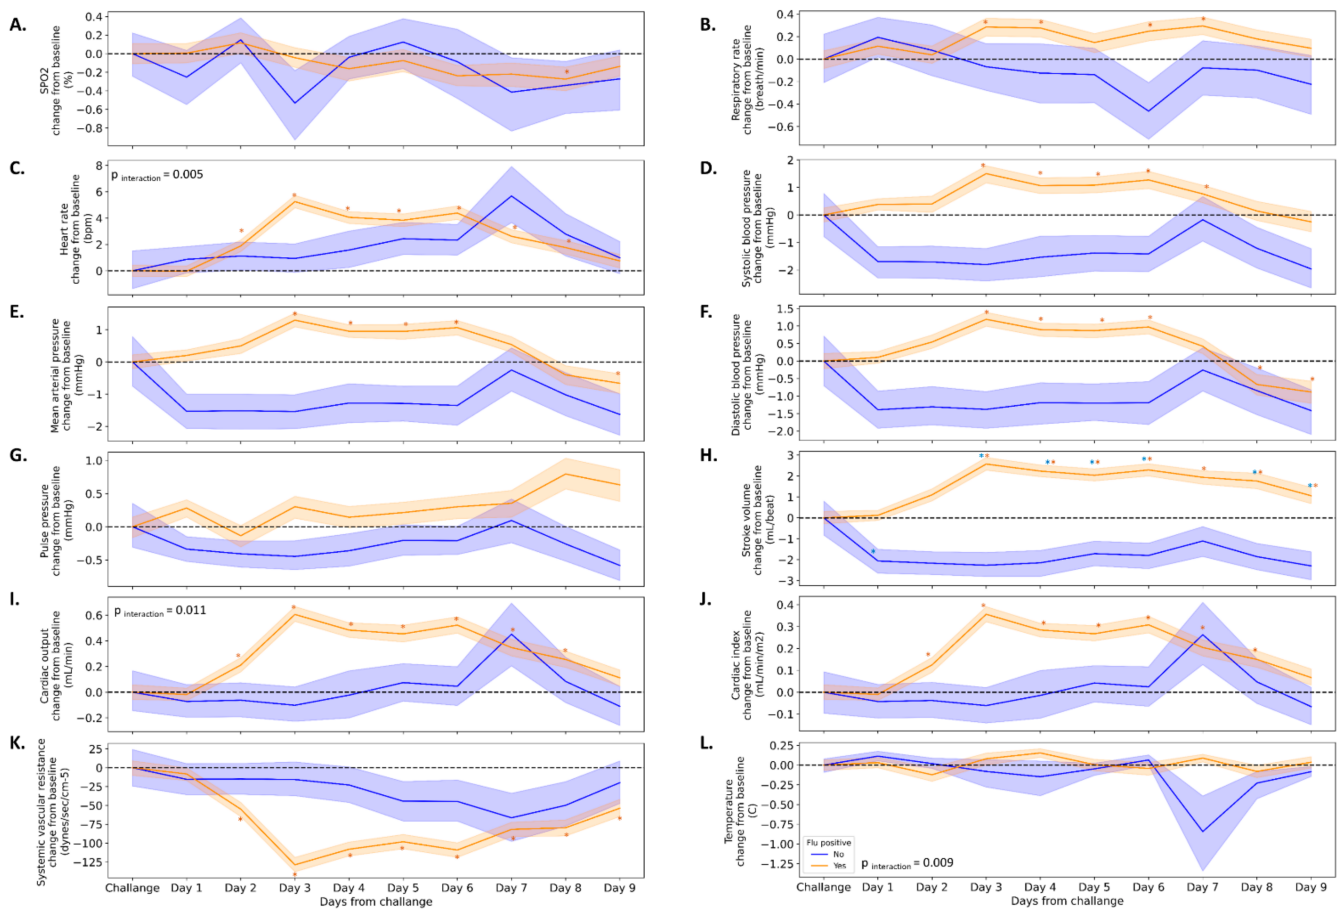 A.
SPO2
change from baseline
(%)
0.4
0.2
0.0
−0.2
−0.4
−0.6
−0.8
*
B.
Respiratory rate
change from baseline
(breath/min)
0.4
0.2
0.0
−0.2
−0.4
−0.6
* * * *
C.
Heart rate
change from baseline
(bpm)
8
6
4
2
0
p interaction = 0.005
* * * * * * *
D.
Systolic blood pressure
change from baseline
(mmHg)
2
1
0
−1
−2
* * * * *
E.
Mean arterial pressure
change from baseline
(mmHg)
1
0
−1
−2
* * * * *
F.
Diastolic blood pressure
change from baseline
(mmHg)
1.5
1.0
0.5
0.0
−0.5
−1.0
−1.5
−2.0
* * * * * *
G.
Pulse pressure
change from baseline
(mmHg)
1.0
0.5
0.0
−0.5
H.
Stroke volume
change from baseline
(mL/beat)
3
2
1
0
−1
−2
−3
* ** ** ** ** * ** **
I.
Cardiac output
change from baseline
(mL/min)
0.6
0.4
0.2
0.0
−0.2
p interaction = 0.011
* * * * * * *
J.
Cardiac index
change from baseline
(mL/min/m2)
0.4
0.3
0.2
0.1
0.0
−0.1
* * * * * * *
K.
Systemic vascular resistance
change from baseline
(dynes/sec/cm-5)
25
0
−25
−50
−75
−100
−125
* * * * * * * *
Challange Day 1 Day 2 Day 3 Day 4 Day 5 Day 6 Day 7 Day 8 Day 9
Days from challange
L.
Temperature
change from baseline
(C)
0.25
0.00
−0.25
−0.50
−0.75
−1.00
−1.25
Flu positive
No
Yes
p interaction = 0.009
Challange Day 1 Day 2 Day 3 Day 4 Day 5 Day 6 Day 7 Day 8 Day 9
Days from challange